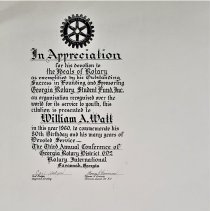 In Appreciation
for his devotion to
the Ideals of Rotary
as exemplified by his Outstanding
Success in Founding and Sponsoring
Georgia Rotary Student Fund, Inc.
an organization recognized over the
world for its service to youth, this
citation is presented to
William A. Watt
in this year 1960, to commemorate his
80th Birthday and his many years of
Devoted Service—
The Third Annual Conference of
Georgia Rotary District 692
Rotary International
Savannah, Georgia